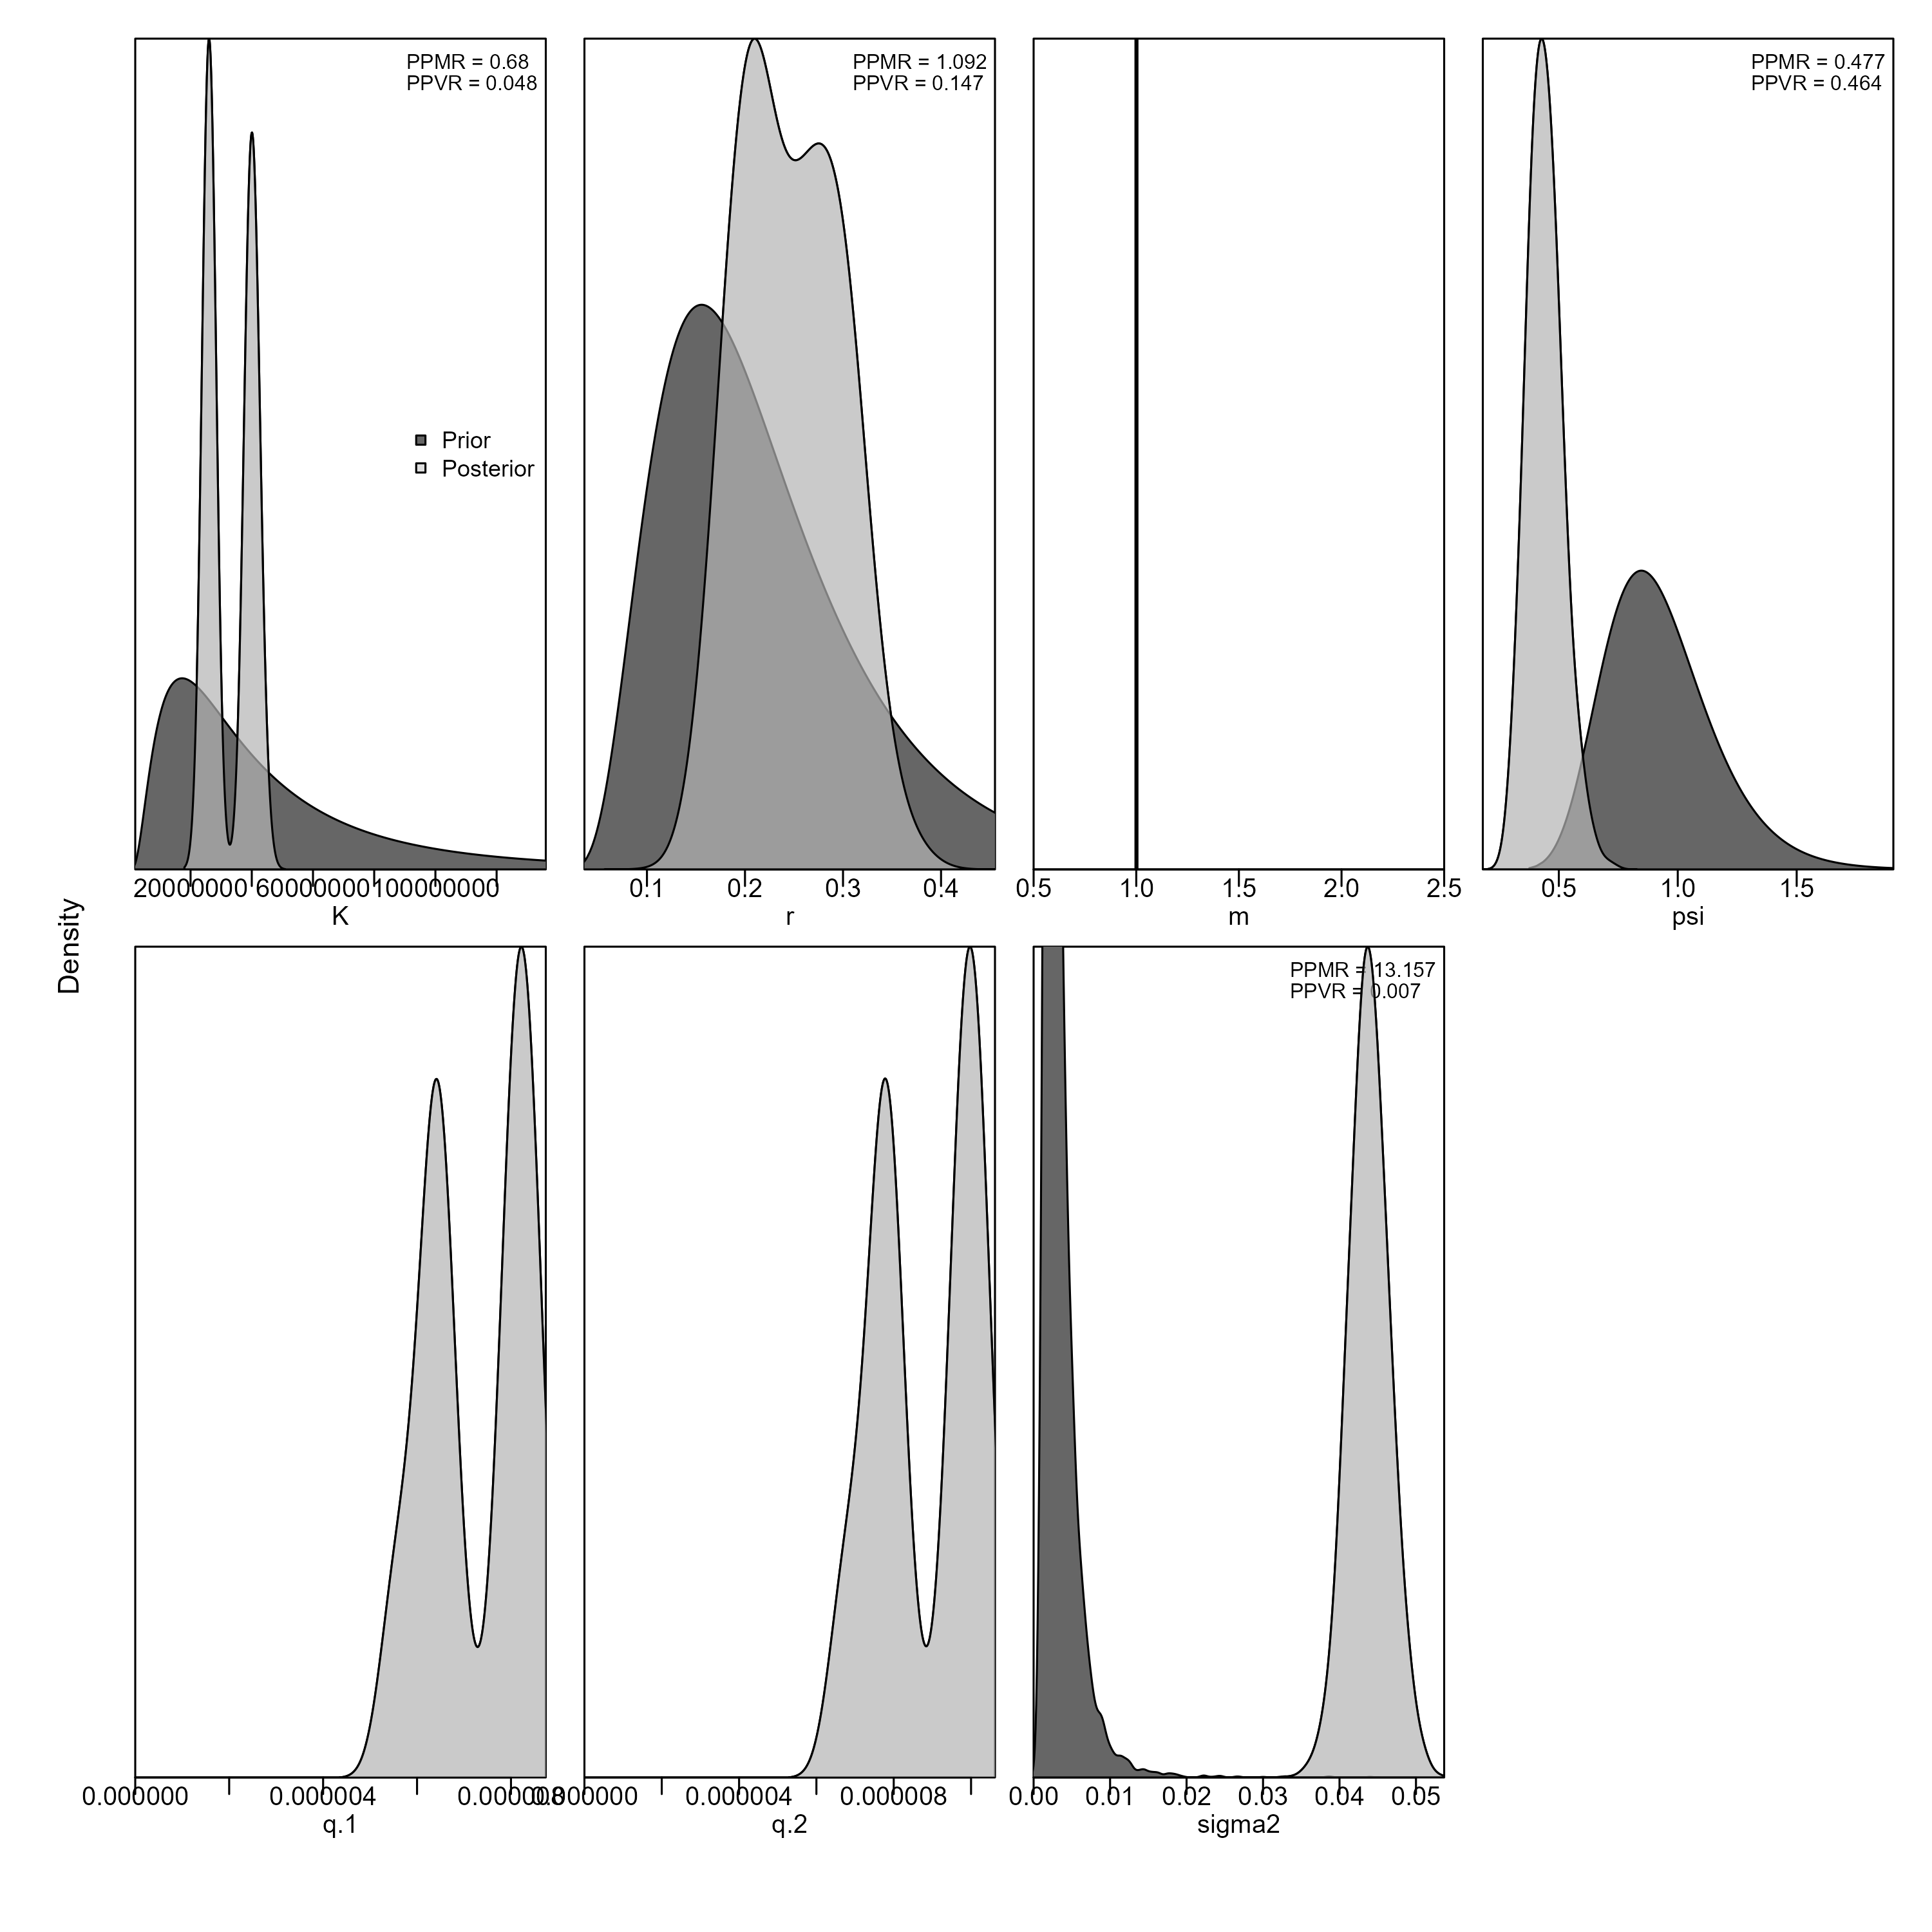 PPMR = 0.68
PPVR = 0.048
Prior
Posterior
20000000 60000000 100000000
K
PPMR = 1.092
PPVR = 0.147
0.1 0.2 0.3 0.4
r
0.5 1.0 1.5 2.0 2.5
m
PPMR = 0.477
PPVR = 0.464
0.5 1.0 1.5
psi
Density
0.000000 0.000004 0.000008
q.1
0.000000 0.000004 0.000008
q.2
PPMR = 13.157
PPVR = 0.007
0.00 0.01 0.02 0.03 0.04 0.05
sigma2